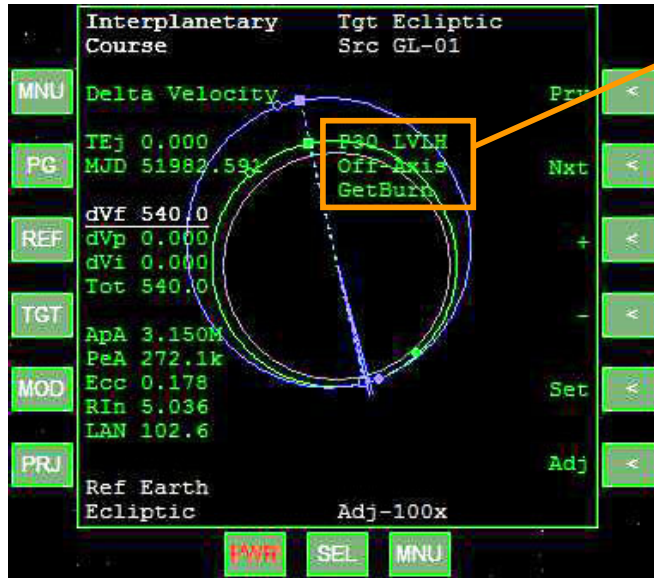 Interplanetary Tgt Ecliptic
Course Src GL-01
MNU Delta Velocity Prv <
TEj 0.000 P30 LVLH
PG MJD 51982.591 Off-Axis Nxt <
GetBurn
dVf 540.0
REF dVp 0.000 + <
dVi 0.000
Tot 540.0
TGT - <
ApA 3.150M
PeA 272.1k
MOD Ecc 0.178 Set <
RIn 5.036
LAN 102.6
PRJ Adj <
Ref Earth
Ecliptic Adj-100x
PWR SEL MNU